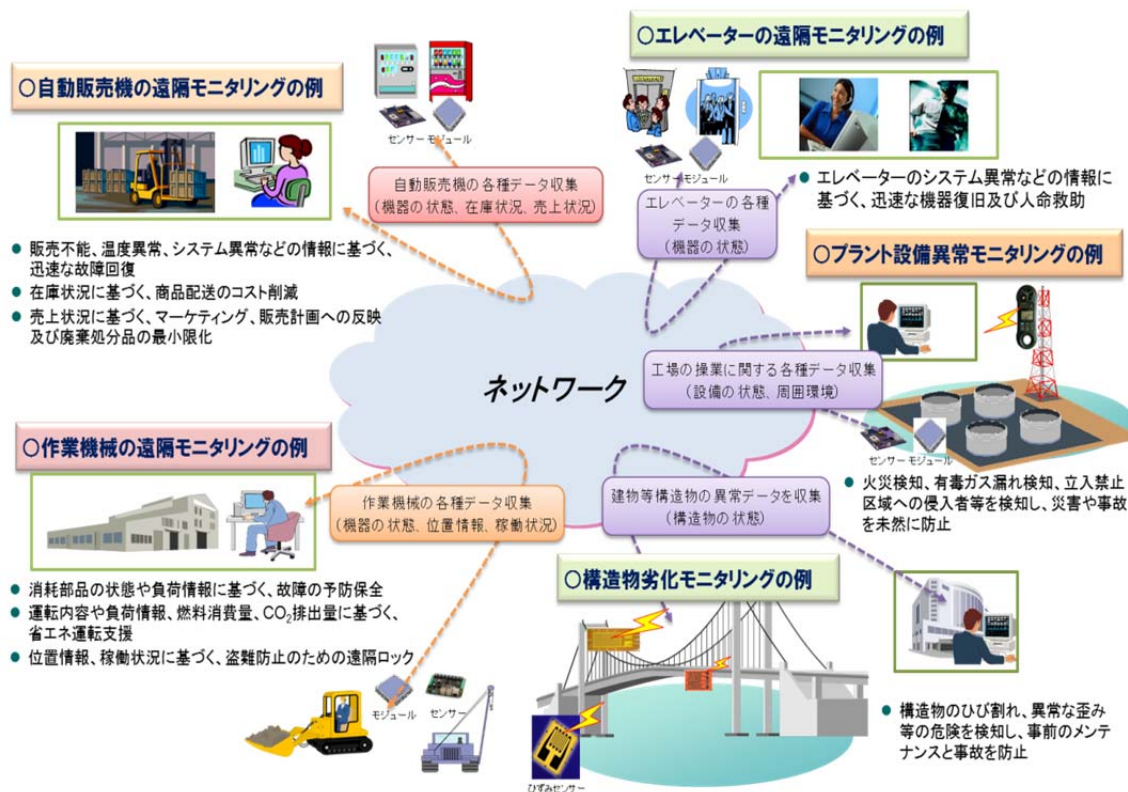 ○自動販売機の遠隔モニタリングの例
センサー モジュール
自動販売機の各種データ収集
(機器の状態、在庫状況、売上状況)
● 販売不能、温度異常、システム異常などの情報に基づく、
迅速な故障回復
● 在庫状況に基づく、商品配送のコスト削減
● 売上状況に基づく、マーケティング、販売計画への反映
及び廃棄処分品の最小限化
○エレベーターの遠隔モニタリングの例
センサー モジュール
エレベーターの各種
データ収集
(機器の状態)
● エレベーターのシステム異常などの情報に
基づく、迅速な機器復旧及び人命救助
○プラント設備異常モニタリングの例
工場の操業に関する各種データ収集
(設備の状態、周囲環境)
センサー モジュール
● 火災検知、有毒ガス漏れ検知、立入禁止
区域への侵入者等を検知し、災害や事故
を未然に防止
ネットワーク
○作業機械の遠隔モニタリングの例
作業機械の各種データ収集
(機器の状態、位置情報、稼働状況)
● 消耗部品の状態や負荷情報に基づく、故障の予防保全
● 運転内容や負荷情報、燃料消費量、CO₂排出量に基づく、
省エネ運転支援
● 位置情報、稼働状況に基づく、盗難防止のための遠隔ロック
モジュール
センサー
建物等構造物の異常データを収集
(構造物の状態)
○構造物劣化モニタリングの例
ひずみセンサー
● 構造物のひび割れ、異常な歪み
等の危険を検知し、事前のメンテ
ナンスと事故を防止